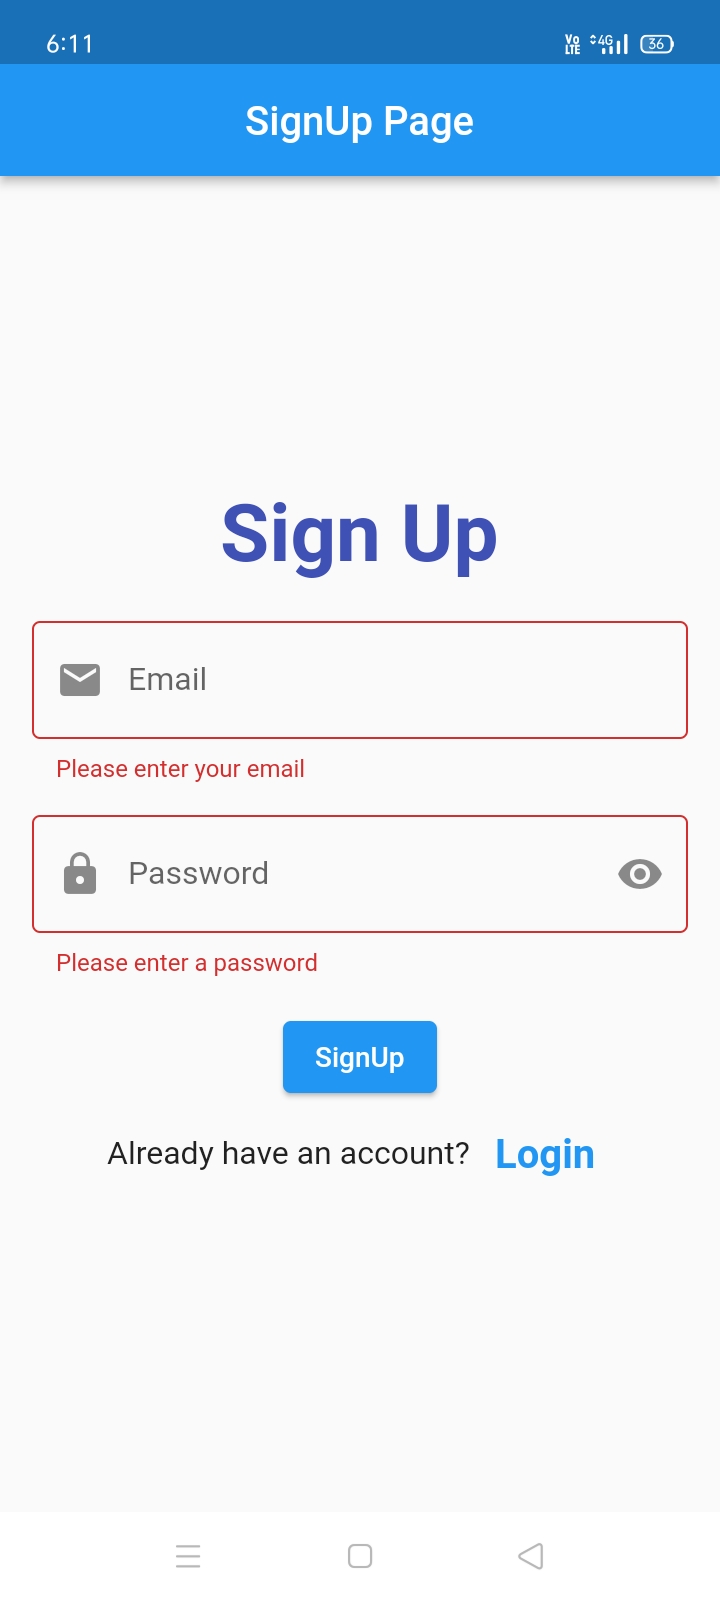 6:11 Vo LTE 4G 36
SignUp Page
Sign Up
Email
Please enter your email
Password
Please enter a password
SignUp
Already have an account? Login